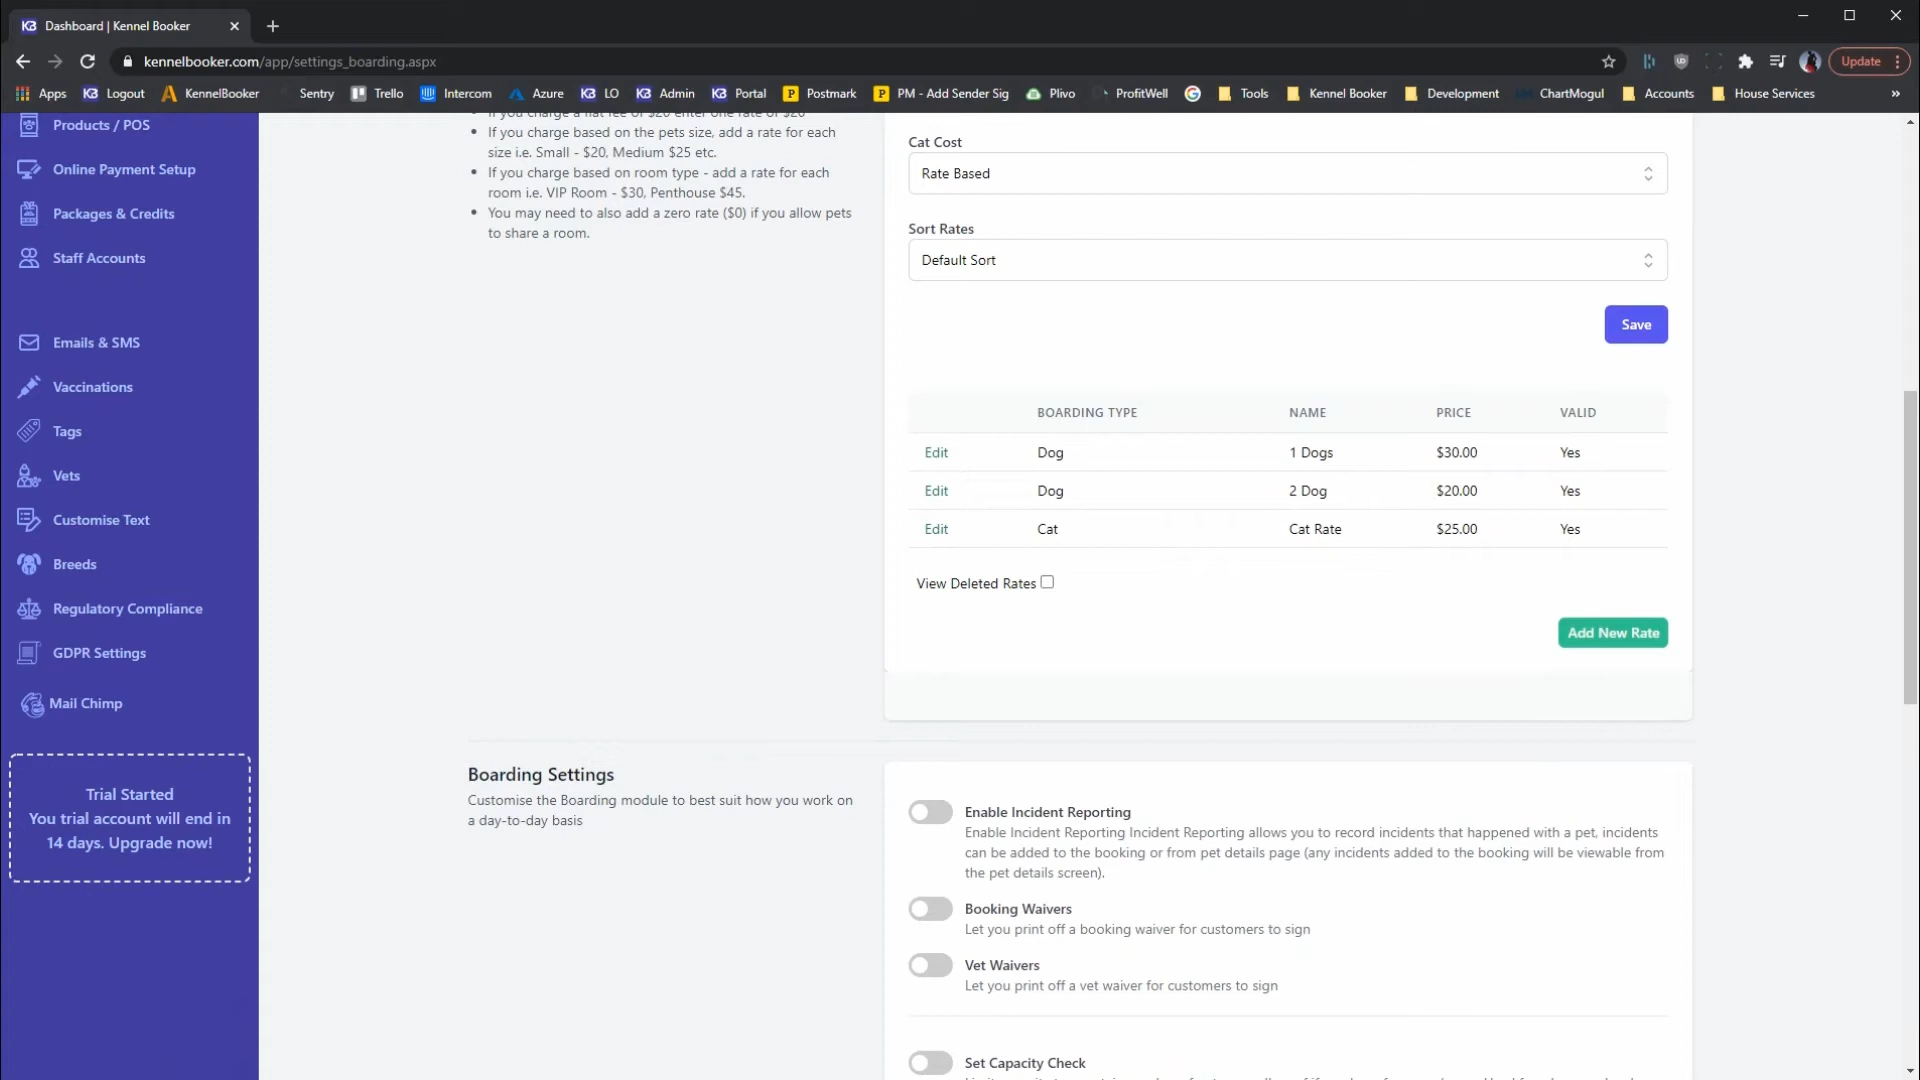 Dashboard | Kennel Booker
kennelbooker.com/app/settings_boarding.aspx
Update
Apps
Logout
KennelBooker
Sentry
Trello
Intercom
Azure
LO
Admin
Portal
Postmark
PM - Add Sender Sig
Plivo
ProfitWell
Tools
Kennel Booker
Development
ChartMogul
Accounts
House Services
»
Products / POS
Online Payment Setup
Packages & Credits
Staff Accounts
Emails & SMS
Vaccinations
Tags
Vets
Customise Text
Breeds
Regulatory Compliance
GDPR Settings
Mail Chimp
Trial Started
You trial account will end in
14 days. Upgrade now!
If you charge a flat fee of $20 enter one rate of $20
If you charge based on the pets size, add a rate for each
size i.e. Small - $20, Medium $25 etc.
If you charge based on room type - add a rate for each
room i.e. VIP Room - $30, Penthouse $45.
You may need to also add a zero rate ($0) if you allow pets
to share a room.
Cat Cost
Rate Based
Sort Rates
Default Sort
Save
BOARDING TYPE NAME PRICE VALID
Edit Dog 1 Dogs $30.00 Yes
Edit Dog 2 Dog $20.00 Yes
Edit Cat Cat Rate $25.00 Yes
View Deleted Rates
Add New Rate
Boarding Settings
Customise the Boarding module to best suit how you work on
a day-to-day basis
Enable Incident Reporting
Enable Incident Reporting Incident Reporting allows you to record incidents that happened with a pet, incidents
can be added to the booking or from pet details page (any incidents added to the booking will be viewable from
the pet details screen).
Booking Waivers
Let you print off a booking waiver for customers to sign
Vet Waivers
Let you print off a vet waiver for customers to sign
Set Capacity Check